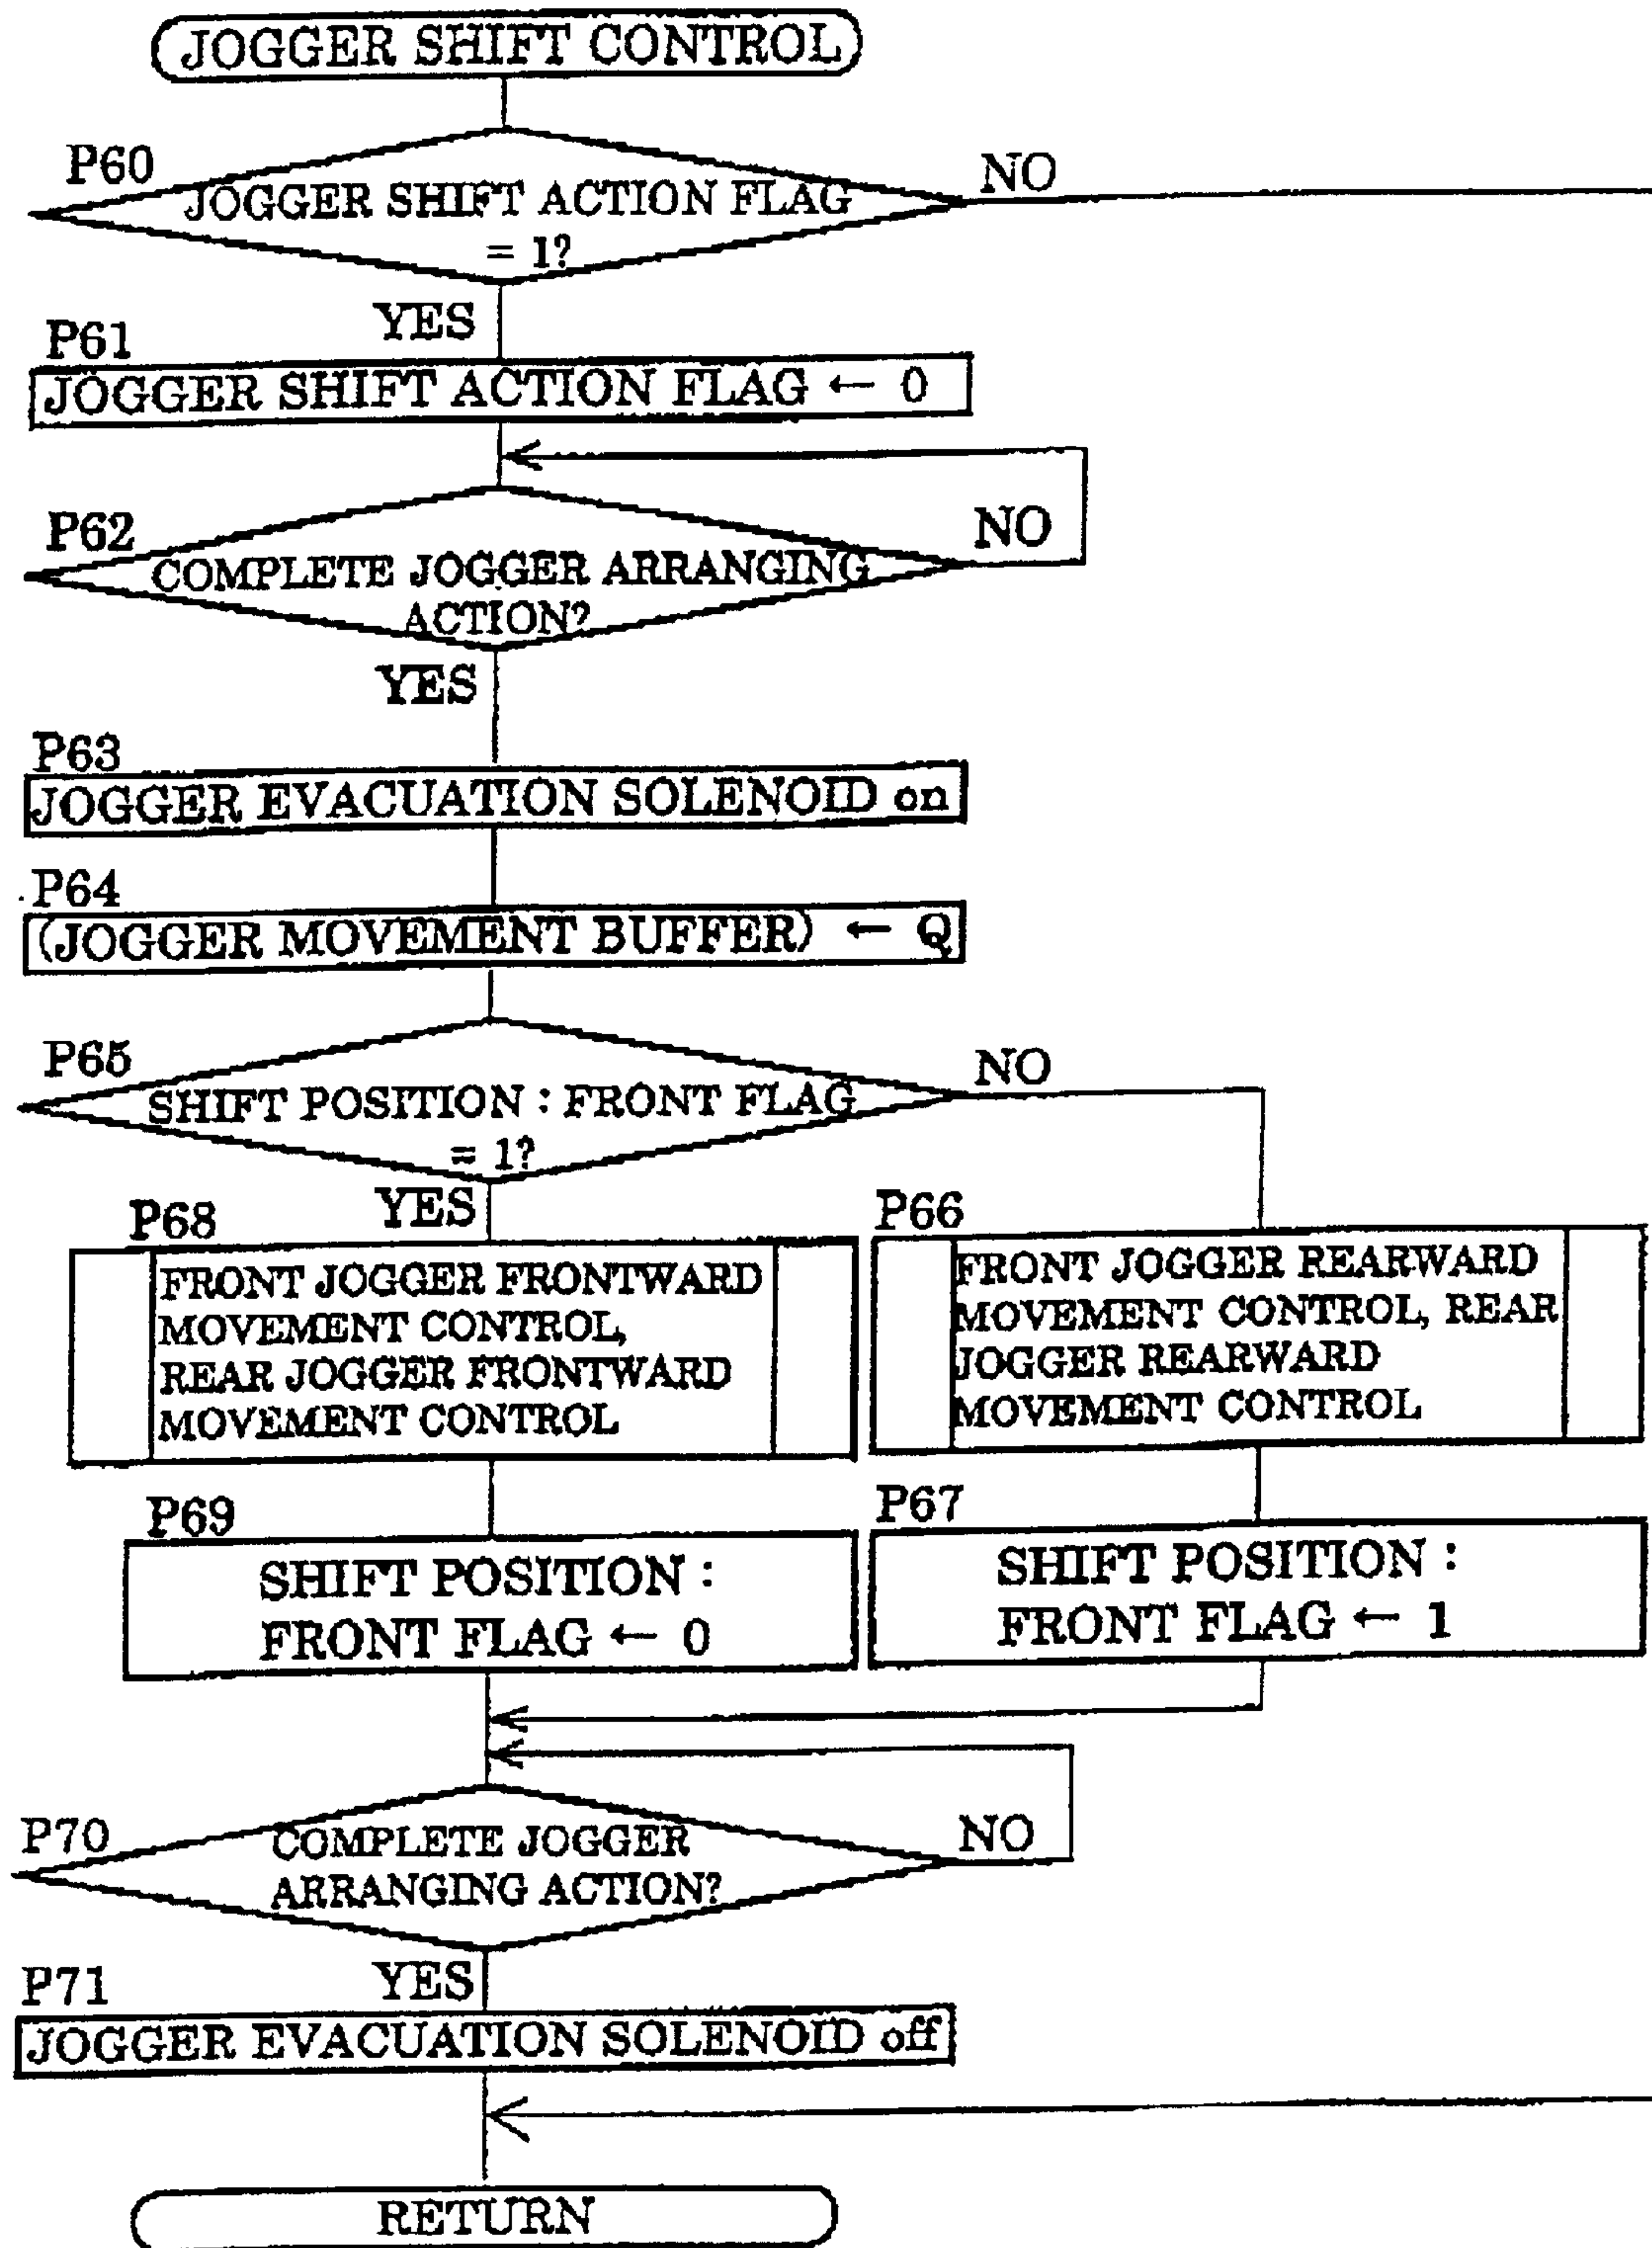 JOGGER SHIFT CONTROL
P60
JOGGER SHIFT ACTION FLAG
= 1?
NO
YES
P61
JOGGER SHIFT ACTION FLAG ← 0
P62
COMPLETE JOGGER ARRANGING
ACTION?
NO
YES
P63
JOGGER EVACUATION SOLENOID on
P64
(JOGGER MOVEMENT BUFFER) ← Q
P65
SHIFT POSITION : FRONT FLAG
= 1?
NO
YES
P68
FRONT JOGGER FRONTWARD
MOVEMENT CONTROL,
REAR JOGGER FRONTWARD
MOVEMENT CONTROL
P66
FRONT JOGGER REARWARD
MOVEMENT CONTROL, REAR
JOGGER REARWARD
MOVEMENT CONTROL
P69
SHIFT POSITION :
FRONT FLAG ← 0
P67
SHIFT POSITION :
FRONT FLAG ← 1
P70
COMPLETE JOGGER
ARRANGING ACTION?
NO
YES
P71
JOGGER EVACUATION SOLENOID off
RETURN